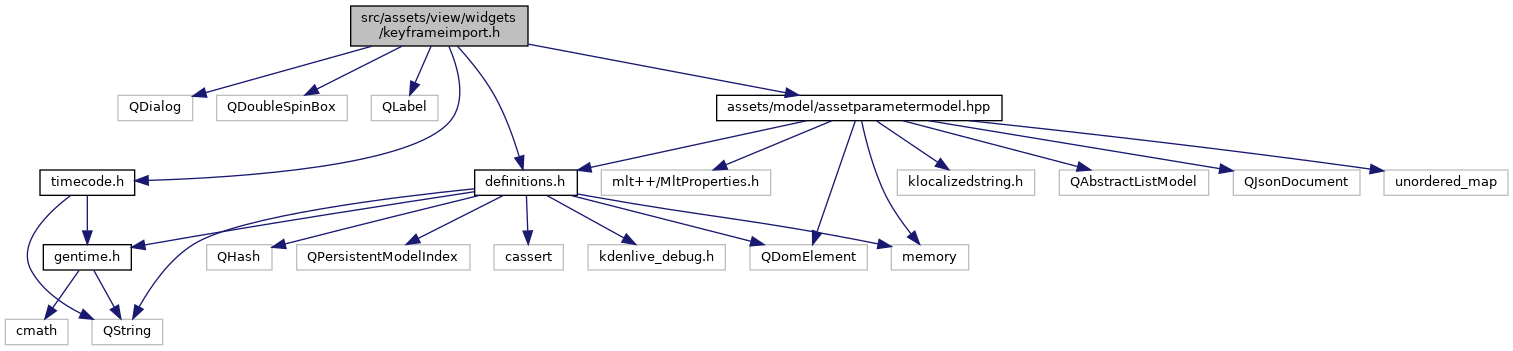 src/assets/view/widgets
/keyframeimport.h
QDialog
QDoubleSpinBox
QLabel
assets/model/assetparametermodel.hpp
timecode.h
definitions.h
mlt++/MltProperties.h
klocalizedstring.h
QAbstractListModel
QJsonDocument
unordered_map
gentime.h
QHash
QPersistentModelIndex
cassert
kdenlive_debug.h
QDomElement
memory
cmath
QString